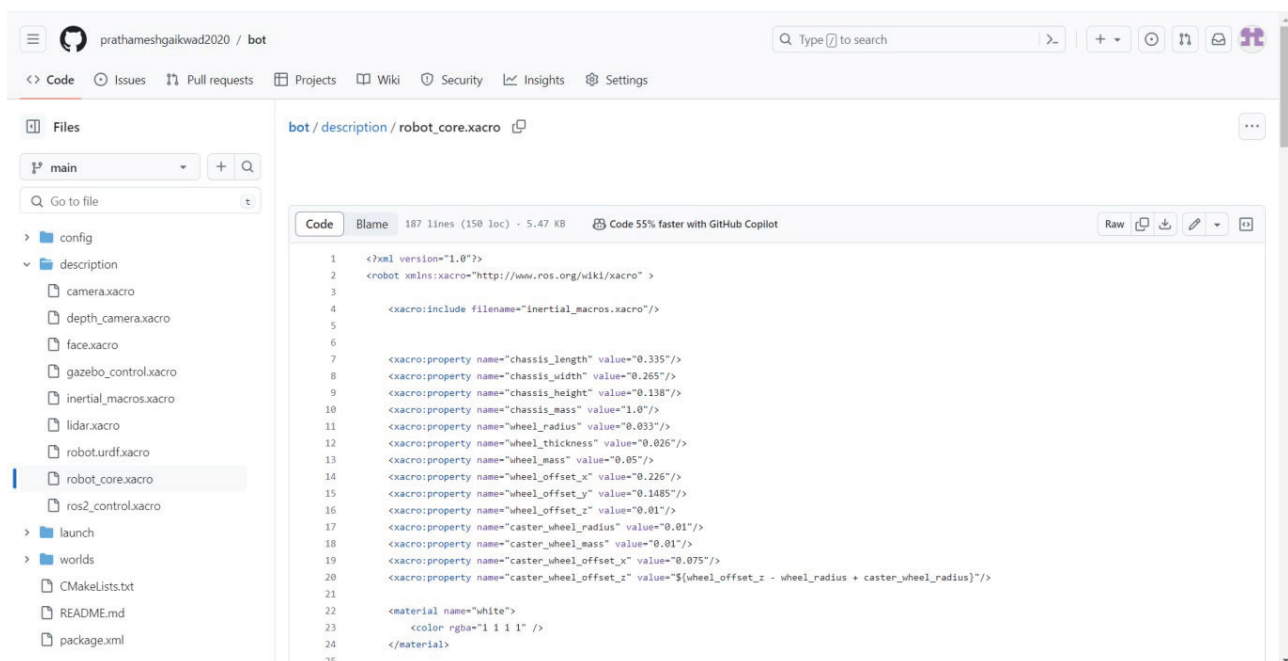 prathameshgaikwad2020 / bot
Type / to search
Code Issues Pull requests Projects Wiki Security Insights Settings
Files
bot / description / robot_core.xacro
main
Go to file t
Code Blame 187 lines (150 loc) · 5.47 KB Code 55% faster with GitHub Copilot Raw
config
description
camera.xacro
depth_camera.xacro
face.xacro
gazebo_control.xacro
inertial_macros.xacro
lidar.xacro
robot.urdf.xacro
robot_core.xacro
ros2_control.xacro
launch
worlds
CMakeLists.txt
README.md
package.xml
1 <?xml version="1.0"?>
2 <robot xmlns:xacro="http://www.ros.org/wiki/xacro" >
3
4 <xacro:include filename="inertial_macros.xacro"/>
5
6
7 <xacro:property name="chassis_length" value="0.335"/>
8 <xacro:property name="chassis_width" value="0.265"/>
9 <xacro:property name="chassis_height" value="0.138"/>
10 <xacro:property name="chassis_mass" value="1.0"/>
11 <xacro:property name="wheel_radius" value="0.033"/>
12 <xacro:property name="wheel_thickness" value="0.026"/>
13 <xacro:property name="wheel_mass" value="0.05"/>
14 <xacro:property name="wheel_offset_x" value="0.226"/>
15 <xacro:property name="wheel_offset_y" value="0.1485"/>
16 <xacro:property name="wheel_offset_z" value="0.01"/>
17 <xacro:property name="caster_wheel_radius" value="0.01"/>
18 <xacro:property name="caster_wheel_mass" value="0.01"/>
19 <xacro:property name="caster_wheel_offset_x" value="0.075"/>
20 <xacro:property name="caster_wheel_offset_z" value="${wheel_offset_z - wheel_radius + caster_wheel_radius}"/>
21
22 <material name="white">
23 <color rgba="1 1 1 1" />
24 </material>
25